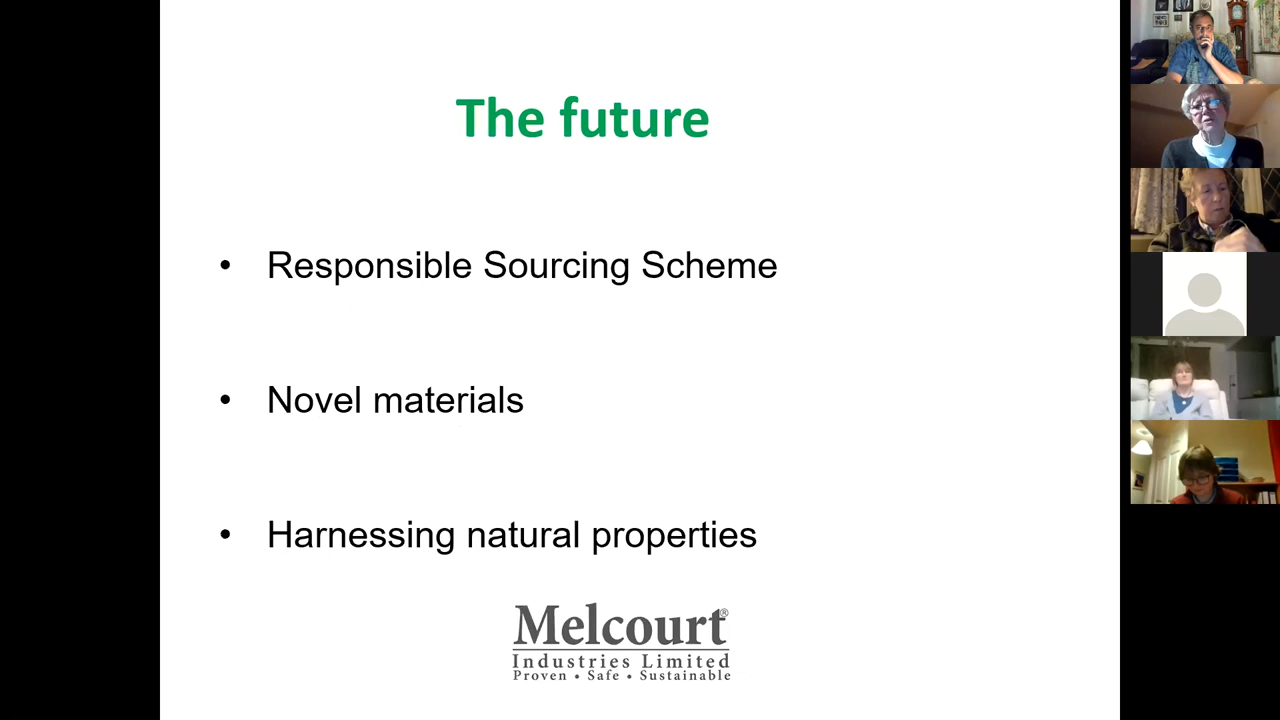 The future
• Responsible Sourcing Scheme
• Novel materials
• Harnessing natural properties
Melcourt®
Industries Limited
Proven • Safe • Sustainable